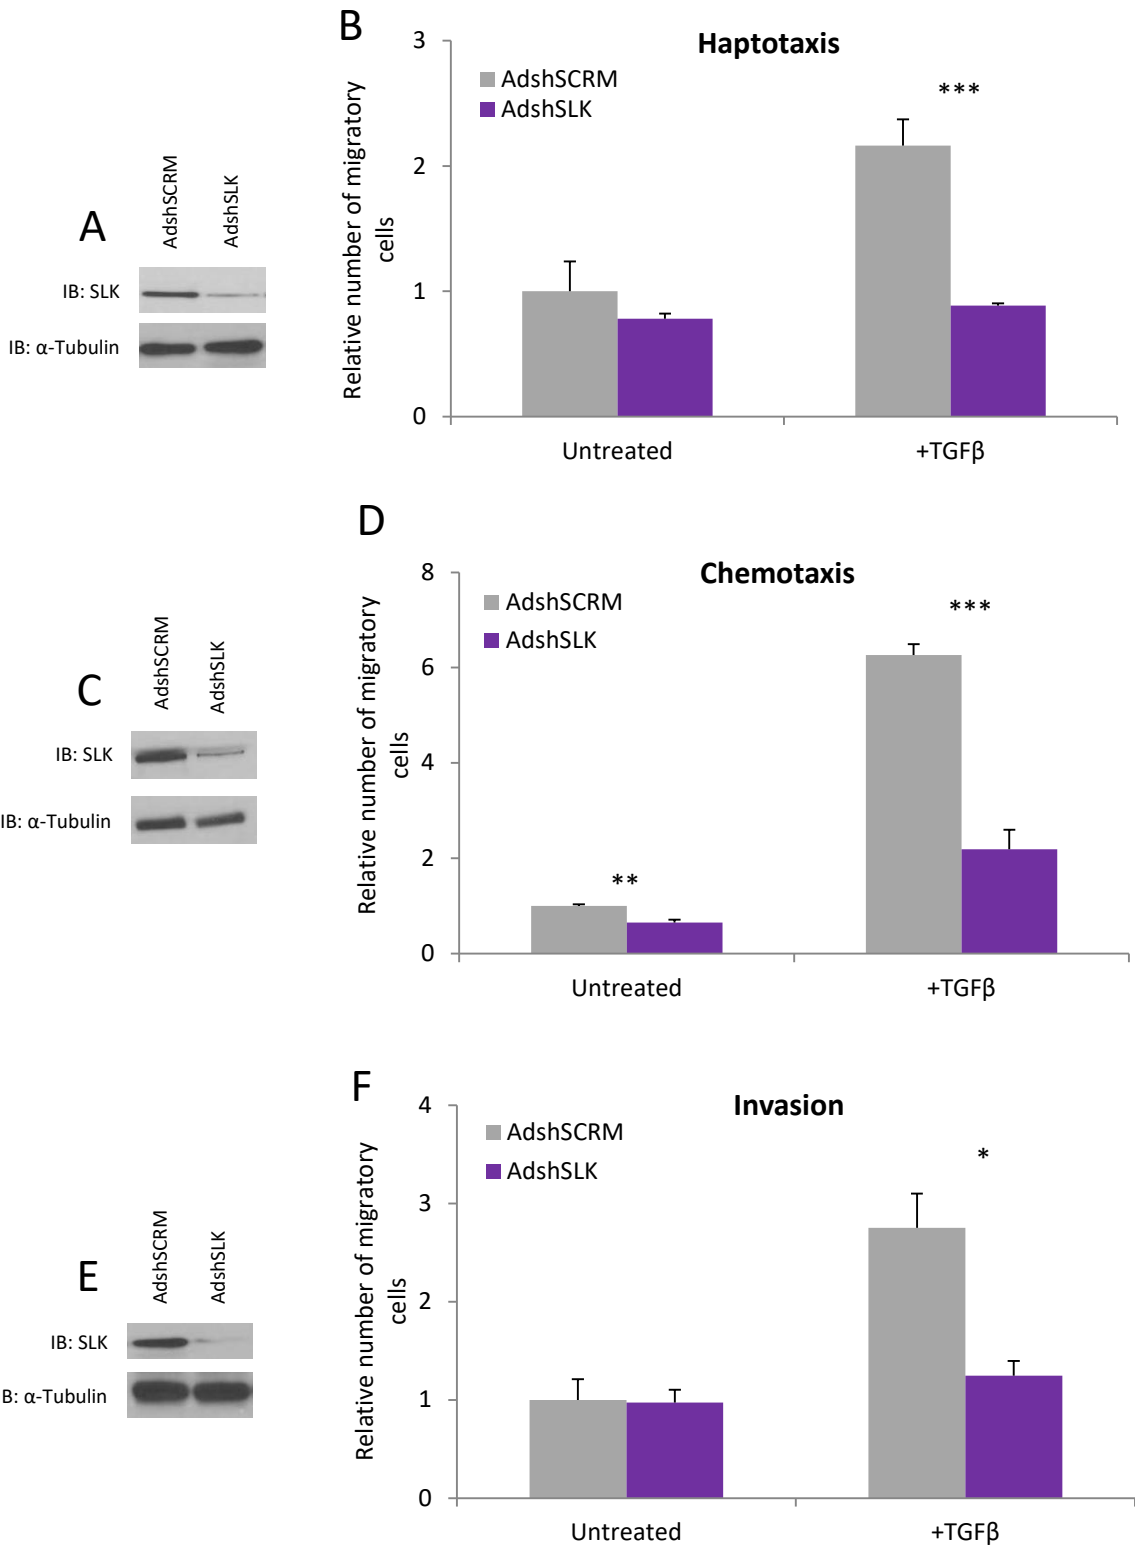 A
AdshSCRM
AdshSLK
IB: SLK
IB: α-Tubulin
B
Haptotaxis
AdshSCRM
AdshSLK
***
Relative number of migratory
cells
3
2
1
0
Untreated
+TGFβ
C
AdshSCRM
AdshSLK
IB: SLK
IB: α-Tubulin
D
Chemotaxis
AdshSCRM
AdshSLK
***
**
Relative number of migratory
cells
8
6
4
2
0
Untreated
+TGFβ
E
AdshSCRM
AdshSLK
IB: SLK
B: α-Tubulin
F
Invasion
AdshSCRM
AdshSLK
*
Relative number of migratory
cells
4
3
2
1
0
Untreated
+TGFβ